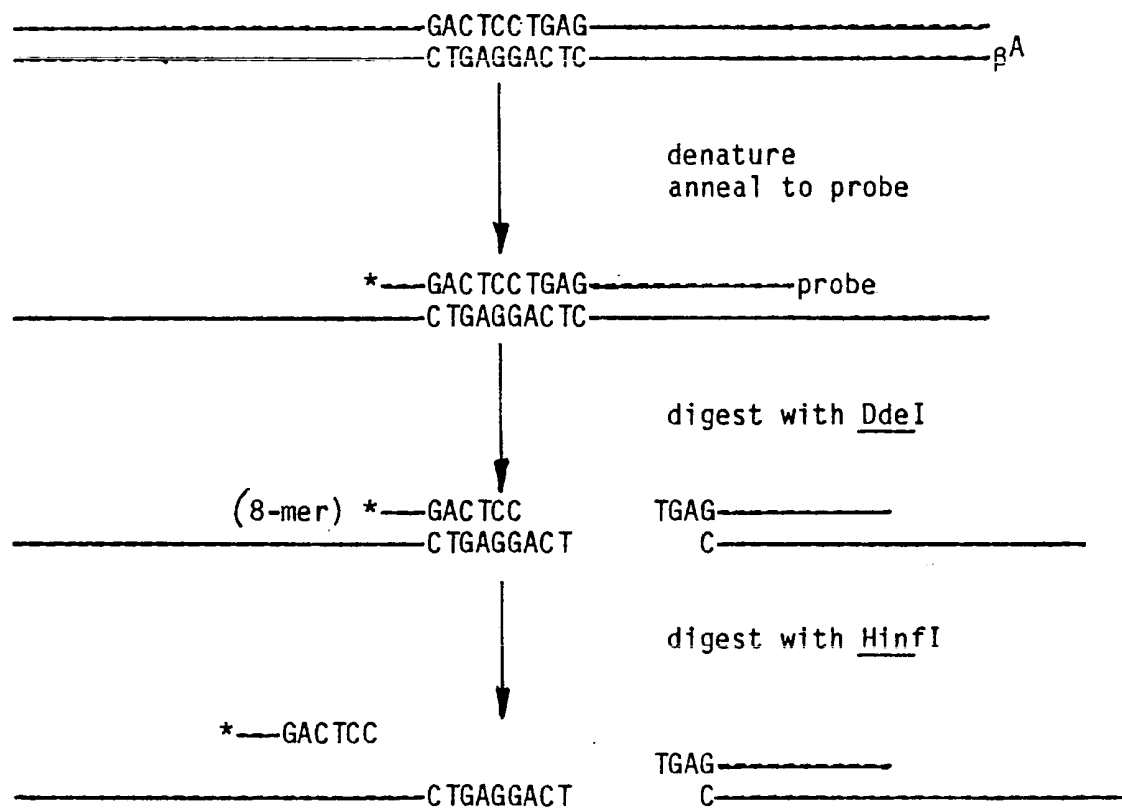 GACTCCTGAG
CTGAGGACTC βA
denature
anneal to probe
* GACTCCTGAG probe
CTGAGGACTC
digest with DdeI
(8-mer) * GACTCC TGAG
CTGAGGACT C
digest with HinfI
* GACTCC
TGAG
CTGAGGACT C